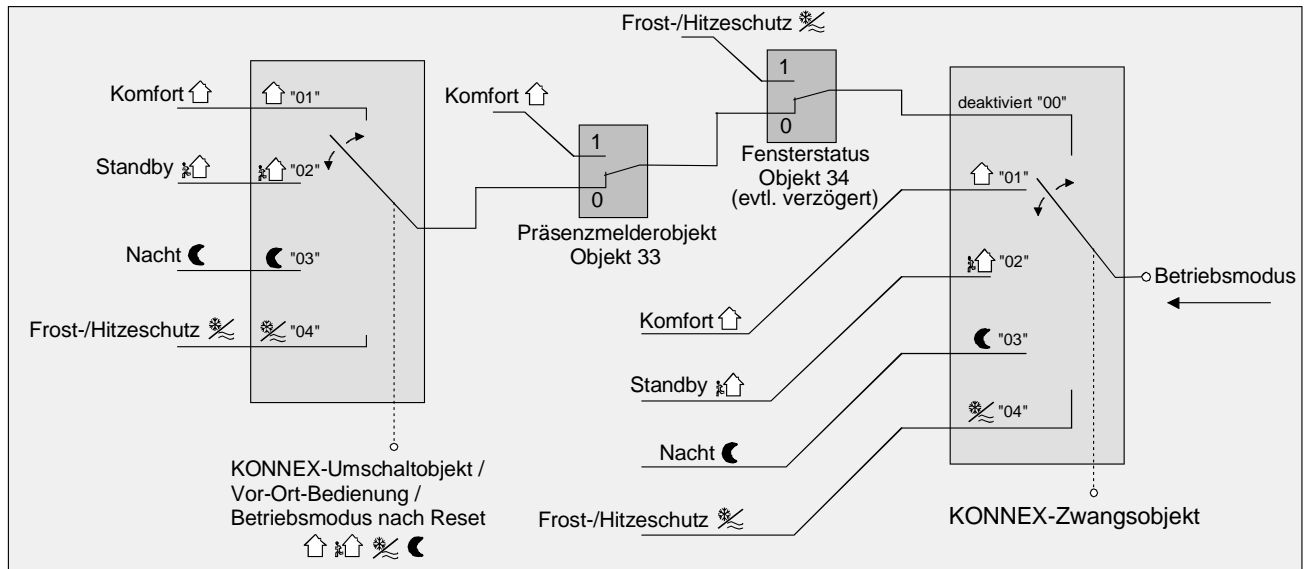 Komfort
"01"
Standby
"02"
Nacht
"03"
Frost-/Hitzeschutz
"04"
KONNEX-Umschaltobjekt /
Vor-Ort-Bedienung /
Betriebsmodus nach Reset
Komfort
1
0
Präsenzmelderobjekt
Objekt 33
Frost-/Hitzeschutz
1
0
Fensterstatus
Objekt 34
(evtl. verzögert)
deaktiviert "00"
"01"
"02"
"03"
"04"
Komfort
Standby
Nacht
Frost-/Hitzeschutz
Betriebsmodus
KONNEX-Zwangsobjekt